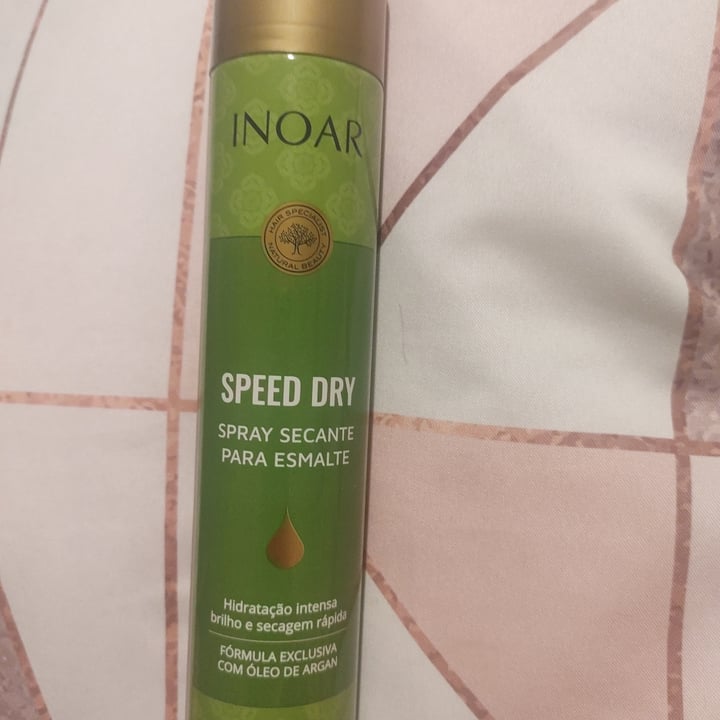 INOAR
HAIR SPECIALIST
NATURAL BEAUTY
SPEED DRY
SPRAY SECANTE
PARA ESMALTE
Hidratação intensa
brilho e secagem rápida
FÓRMULA EXCLUSIVA
COM ÓLEO DE ARGAN